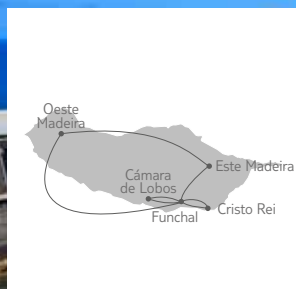 Oeste
Madeira
Este Madeira
Cámara
de Lobos
Cristo Rei
Funchal